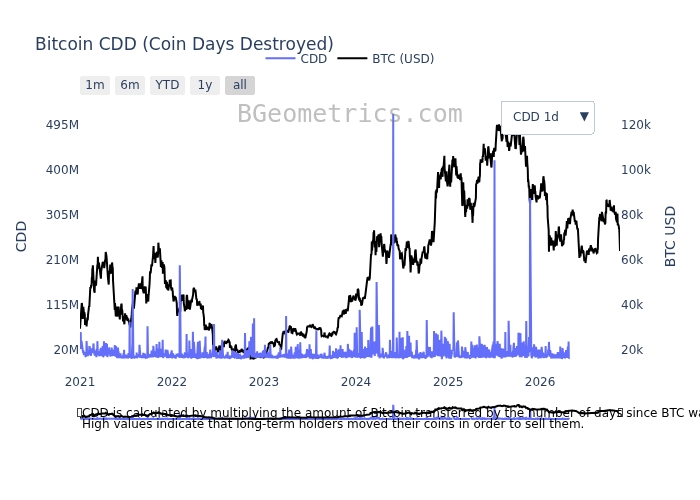 Bitcoin CDD (Coin Days Destroyed)
CDD BTC (USD)
1m 6m YTD 1y all
BGeometrics.com
CDD 1d ▼
495M
400M
305M
210M
115M
20M
CDD
120k
100k
80k
60k
40k
20k
BTC USD
2021 2022 2023 2024 2025 2026
CDD is calculated by multiplying the amount of Bitcoin transferred by the number of days since BTC wa
High values indicate that long-term holders moved their coins in order to sell them.